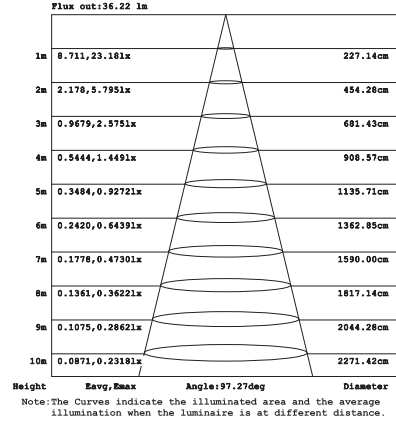 Flux out:36.22 lm
1m 8.711,23.18lx 227.14cm
2m 2.178,5.795lx 454.28cm
3m 0.9679,2.575lx 681.43cm
4m 0.5444,1.449lx 908.57cm
5m 0.3484,0.9272lx 1135.71cm
6m 0.2420,0.6439lx 1362.85cm
7m 0.1778,0.4730lx 1590.00cm
8m 0.1361,0.3622lx 1817.14cm
9m 0.1075,0.2862lx 2044.28cm
10m 0.0871,0.2318lx 2271.42cm
Height Eavg,Emax Angle:97.27deg Diameter
Note:The Curves indicate the illuminated area and the average
illumination when the luminaire is at different distance.